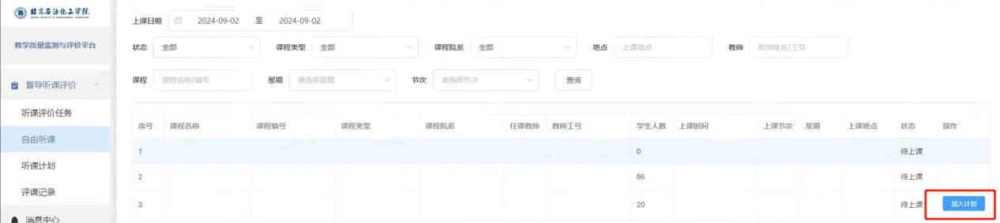 北京石油化工学院
教学质量监测与评价平台
督导听课评价
听课评价任务
自由听课
听课计划
评课记录
消息中心
上课日期 2024-09-02 至 2024-09-02
状态 全部 课程类型 全部 课程院系 全部 地点 上课地点 教师 教师姓名/工号
课程 课程名称/编号 星期 请选择星期 节次 请选择节次 查询
序号 课程名称 课程编号 课程类型 课程院系 任课教师 教师工号 学生人数 上课时间 上课节次 星期 上课地点 状态 操作
1 0 待上课
2 86 待上课
3 20 待上课 加入计划